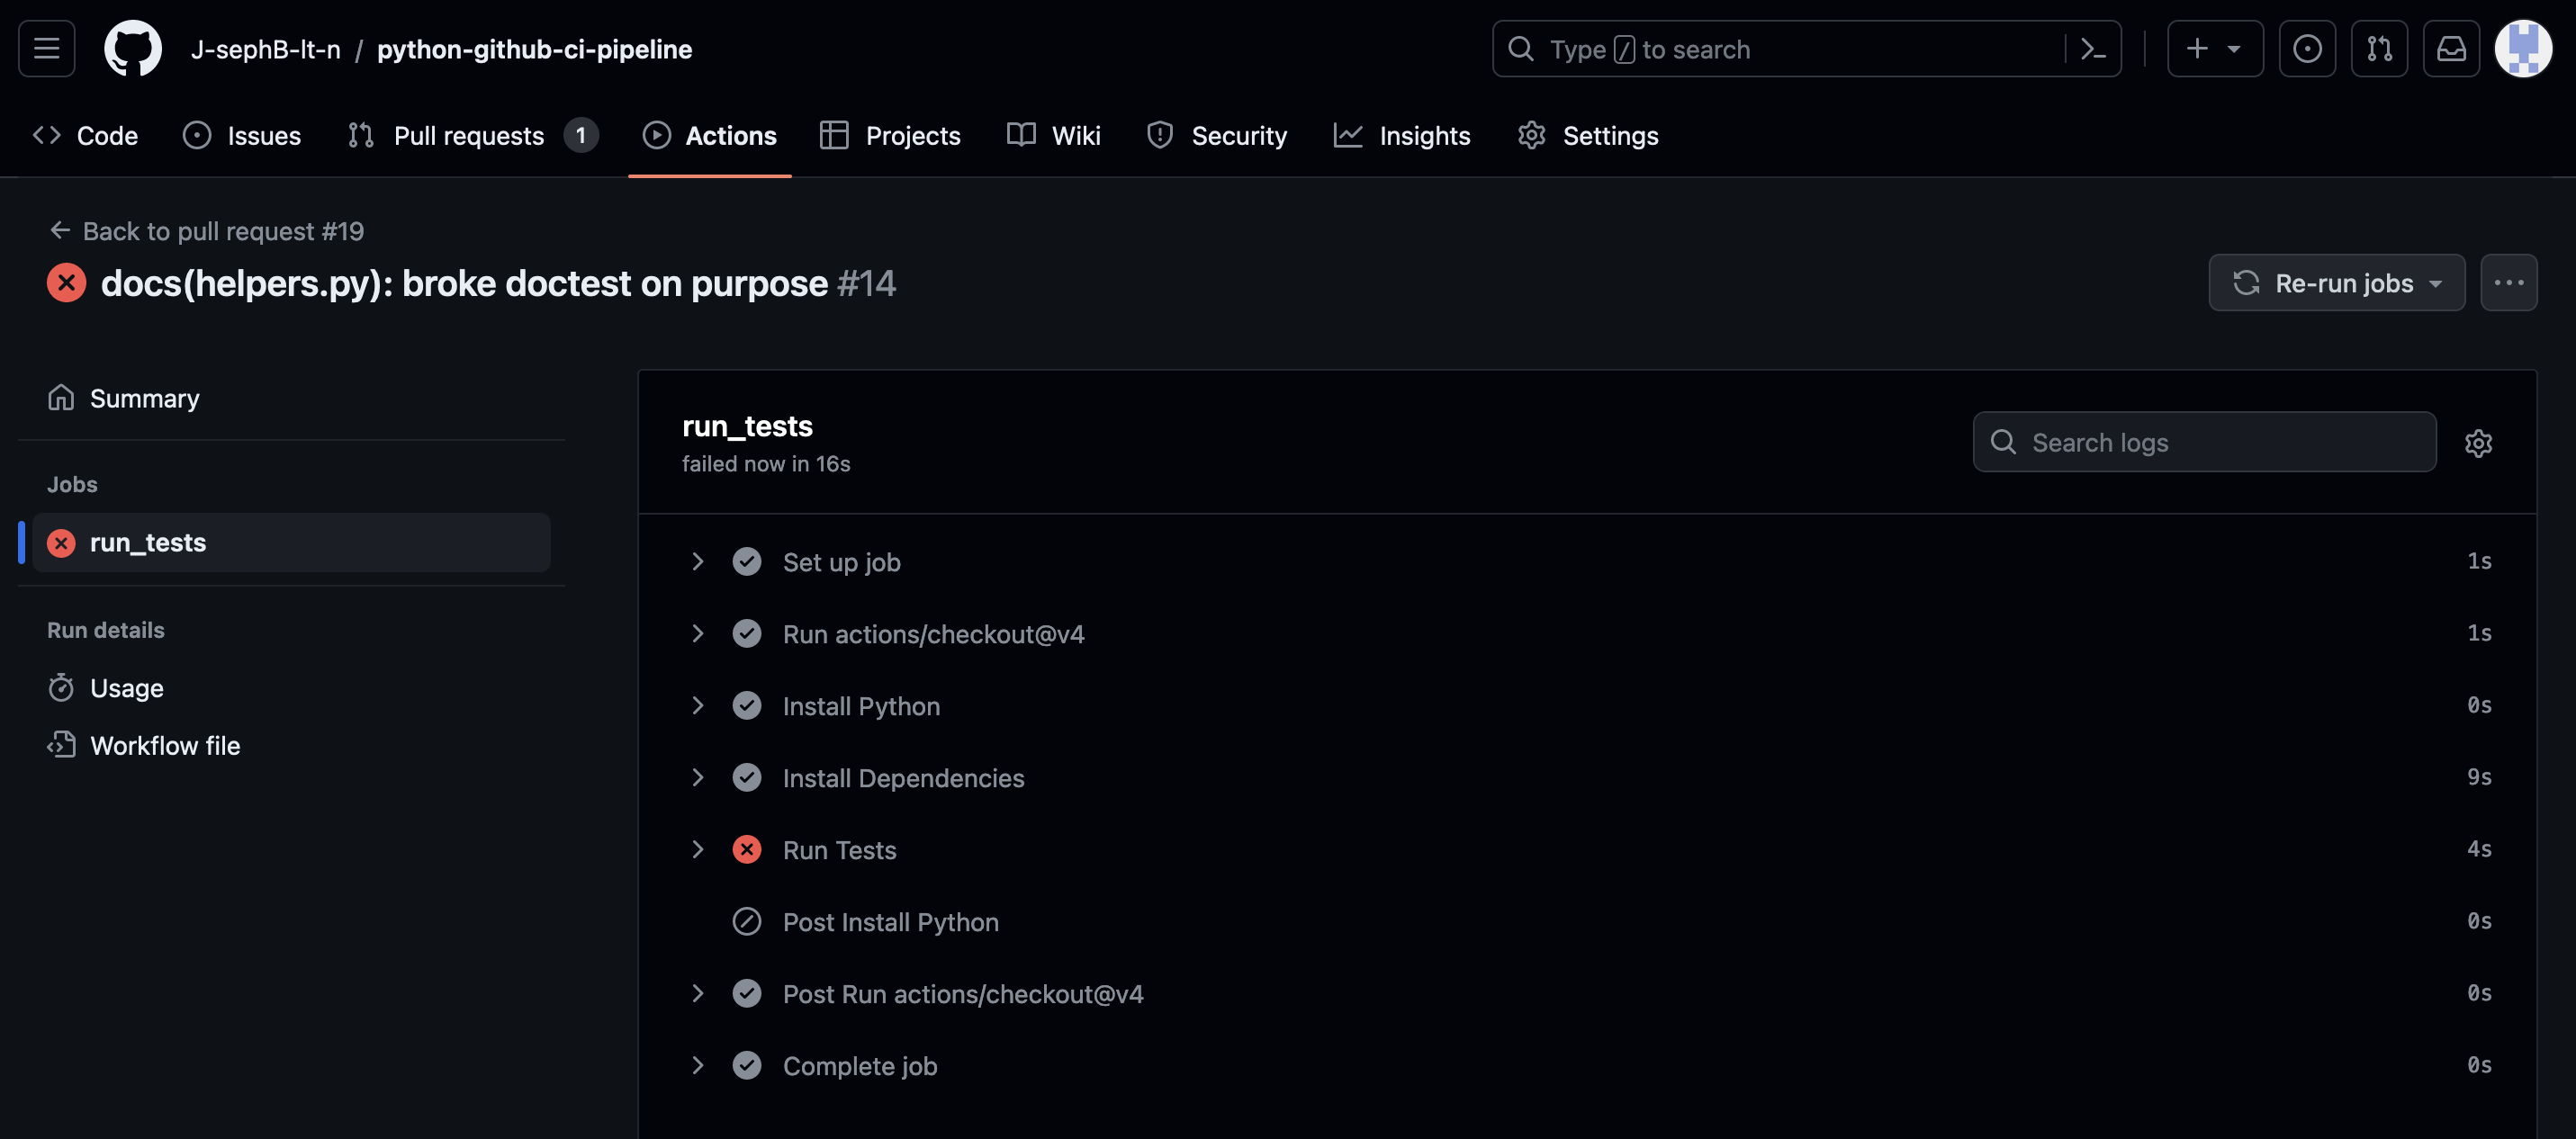 J-sephB-lt-n / python-github-ci-pipeline
Type / to search
Code
Issues
Pull requests 1
Actions
Projects
Wiki
Security
Insights
Settings
Back to pull request #19
docs(helpers.py): broke doctest on purpose #14
Re-run jobs
Summary
Jobs
run_tests
Run details
Usage
Workflow file
run_tests
failed now in 16s
Search logs
Set up job 1s
Run actions/checkout@v4 1s
Install Python 0s
Install Dependencies 9s
Run Tests 4s
Post Install Python 0s
Post Run actions/checkout@v4 0s
Complete job 0s